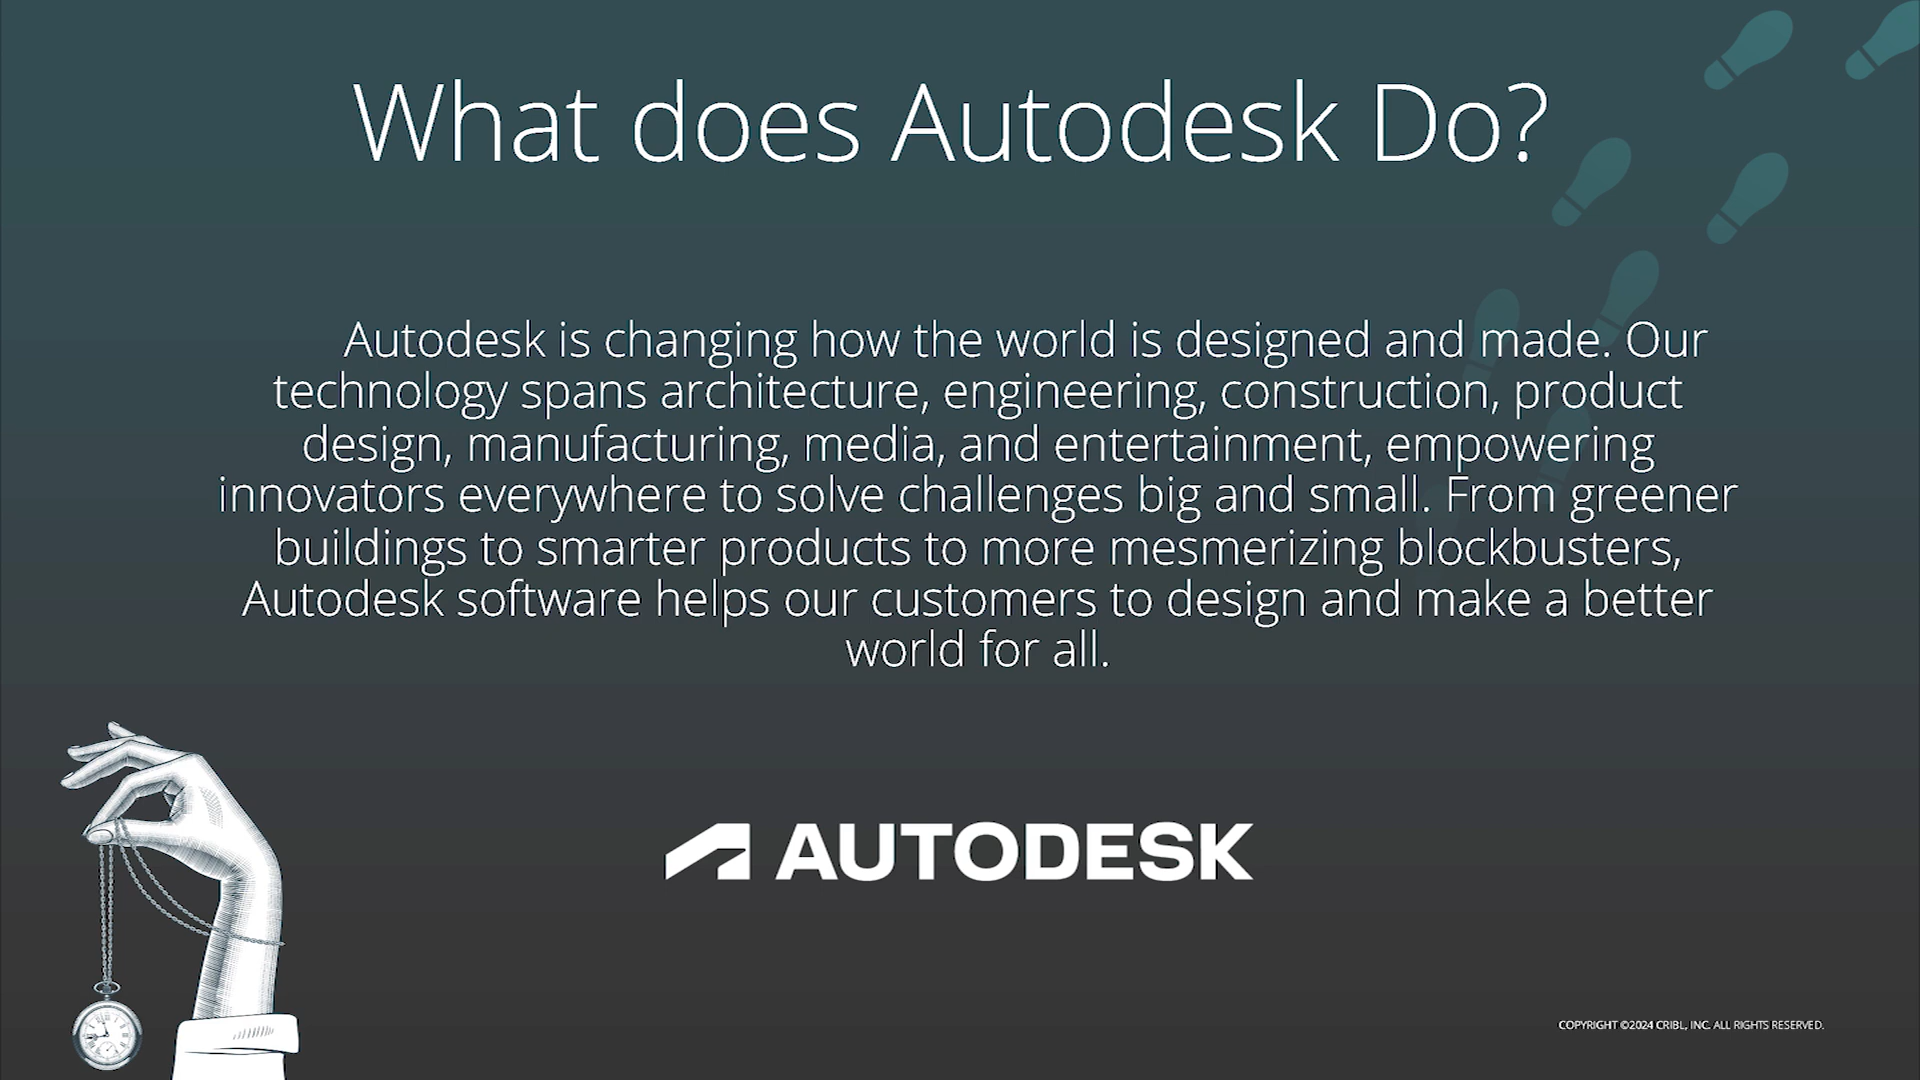 What does Autodesk Do?
Autodesk is changing how the world is designed and made. Our
technology spans architecture, engineering, construction, product
design, manufacturing, media, and entertainment, empowering
innovators everywhere to solve challenges big and small. From greener
buildings to smarter products to more mesmerizing blockbusters,
Autodesk software helps our customers to design and make a better
world for all.
AUTODESK
COPYRIGHT ©2024 CRIBL, INC. ALL RIGHTS RESERVED.